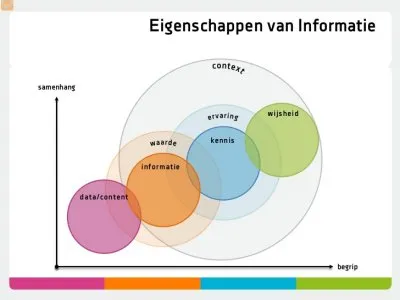 Eigenschappen van Informatie
context
samenhang
ervaring
wijsheid
waarde
kennis
informatie
data/content
begrip